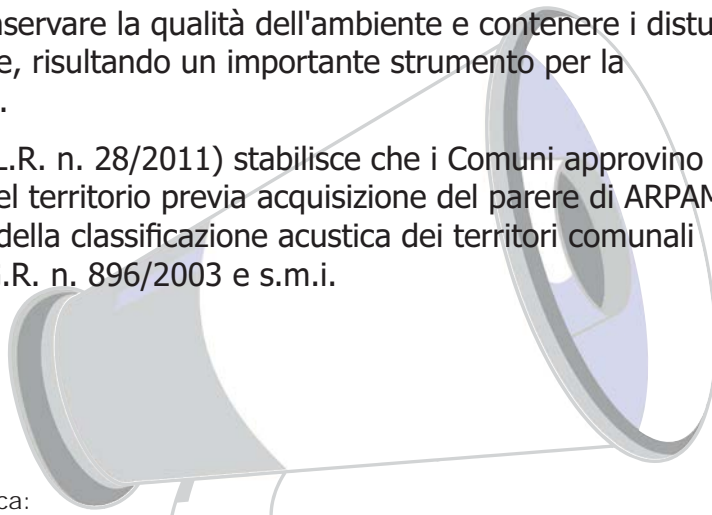 nservare la qualità dell'ambiente e contenere i distu
e, risultando un importante strumento per la
.
L.R. n. 28/2011) stabilisce che i Comuni approvino
el territorio previa acquisizione del parere di ARPAM
della classificazione acustica dei territori comunali
.R. n. 896/2003 e s.m.i.
ca: